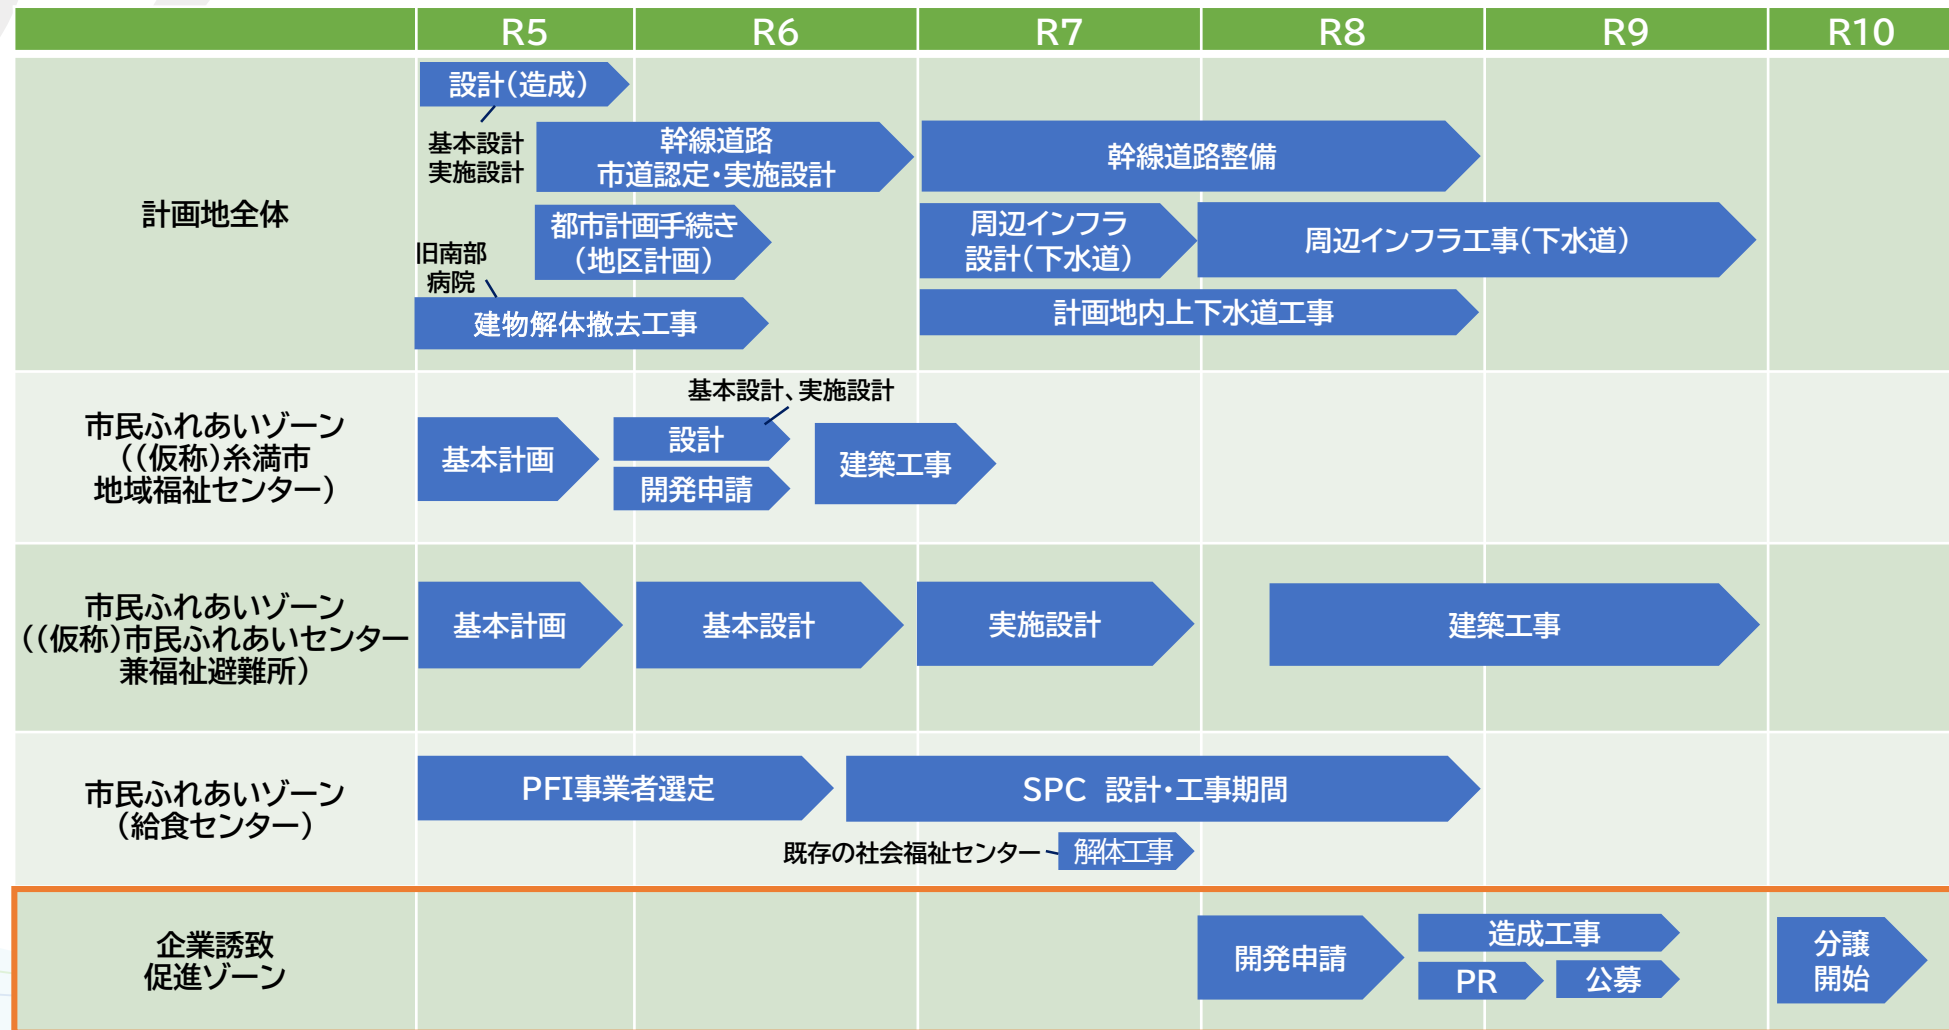 R5
R6
R7
R8
R9
R10
計画地全体
設計(造成)
基本設計
実施設計
幹線道路
市道認定・実施設計
幹線道路整備
都市計画手続き
(地区計画)
周辺インフラ
設計(下水道)
周辺インフラ工事(下水道)
旧南部
病院
建物解体撤去工事
計画地内上下水道工事
市民ふれあいゾーン
((仮称)糸満市
地域福祉センター)
基本計画
基本設計、実施設計
設計
開発申請
建築工事
市民ふれあいゾーン
((仮称)市民ふれあいセンター
兼福祉避難所)
基本計画
基本設計
実施設計
建築工事
市民ふれあいゾーン
(給食センター)
PFI事業者選定
SPC 設計・工事期間
既存の社会福祉センター
解体工事
企業誘致
促進ゾーン
開発申請
造成工事
PR
公募
分譲
開始